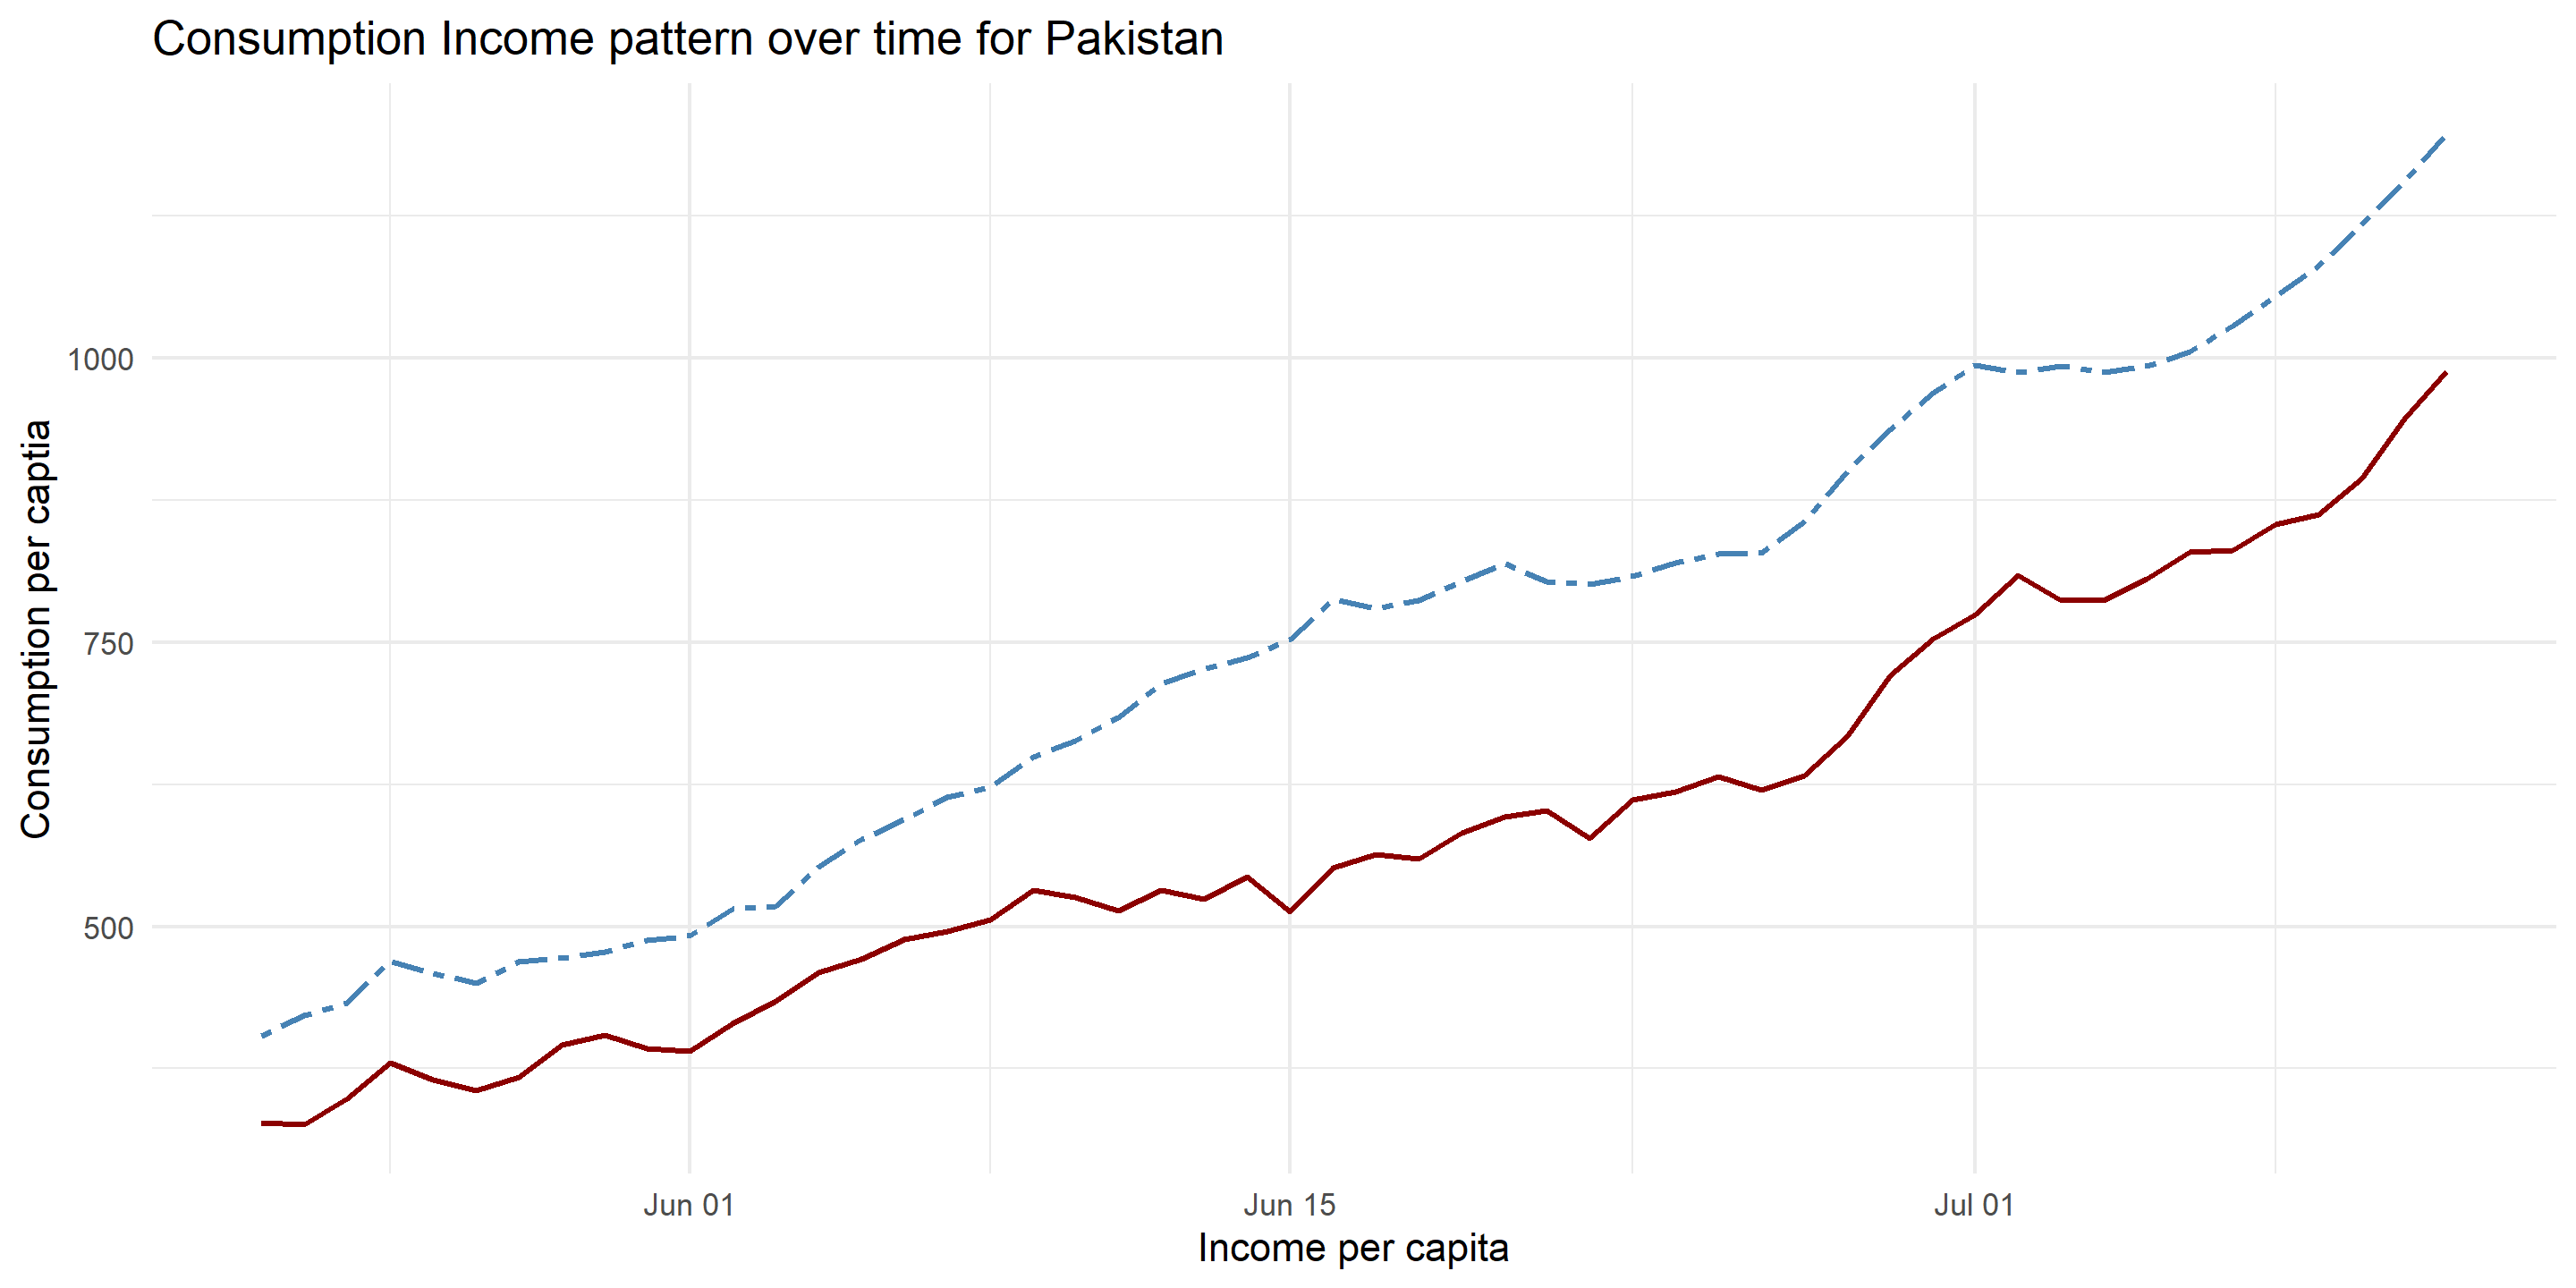 Consumption Income pattern over time for Pakistan
Consumption per captia
1000
750
500
Jun 01
Jun 15
Jul 01
Income per capita